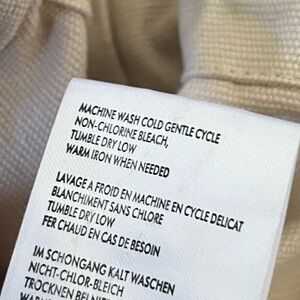 MACHINE WASH COLD GENTLE CYCLE
NON-CHLORINE BLEACH,
TUMBLE DRY LOW
WARM IRON WHEN NEEDED
LAVAGE A FROID EN MACHINE EN CYCLE DELICAT
BLANCHIMENT SANS CHLORE
TUMBLE DRY LOW
FER CHAUD EN CAS DE BESOIN
IM SCHONGANG KALT WASCHEN
NICHT-CHLOR-BLEICH
TROCKNEN BEI